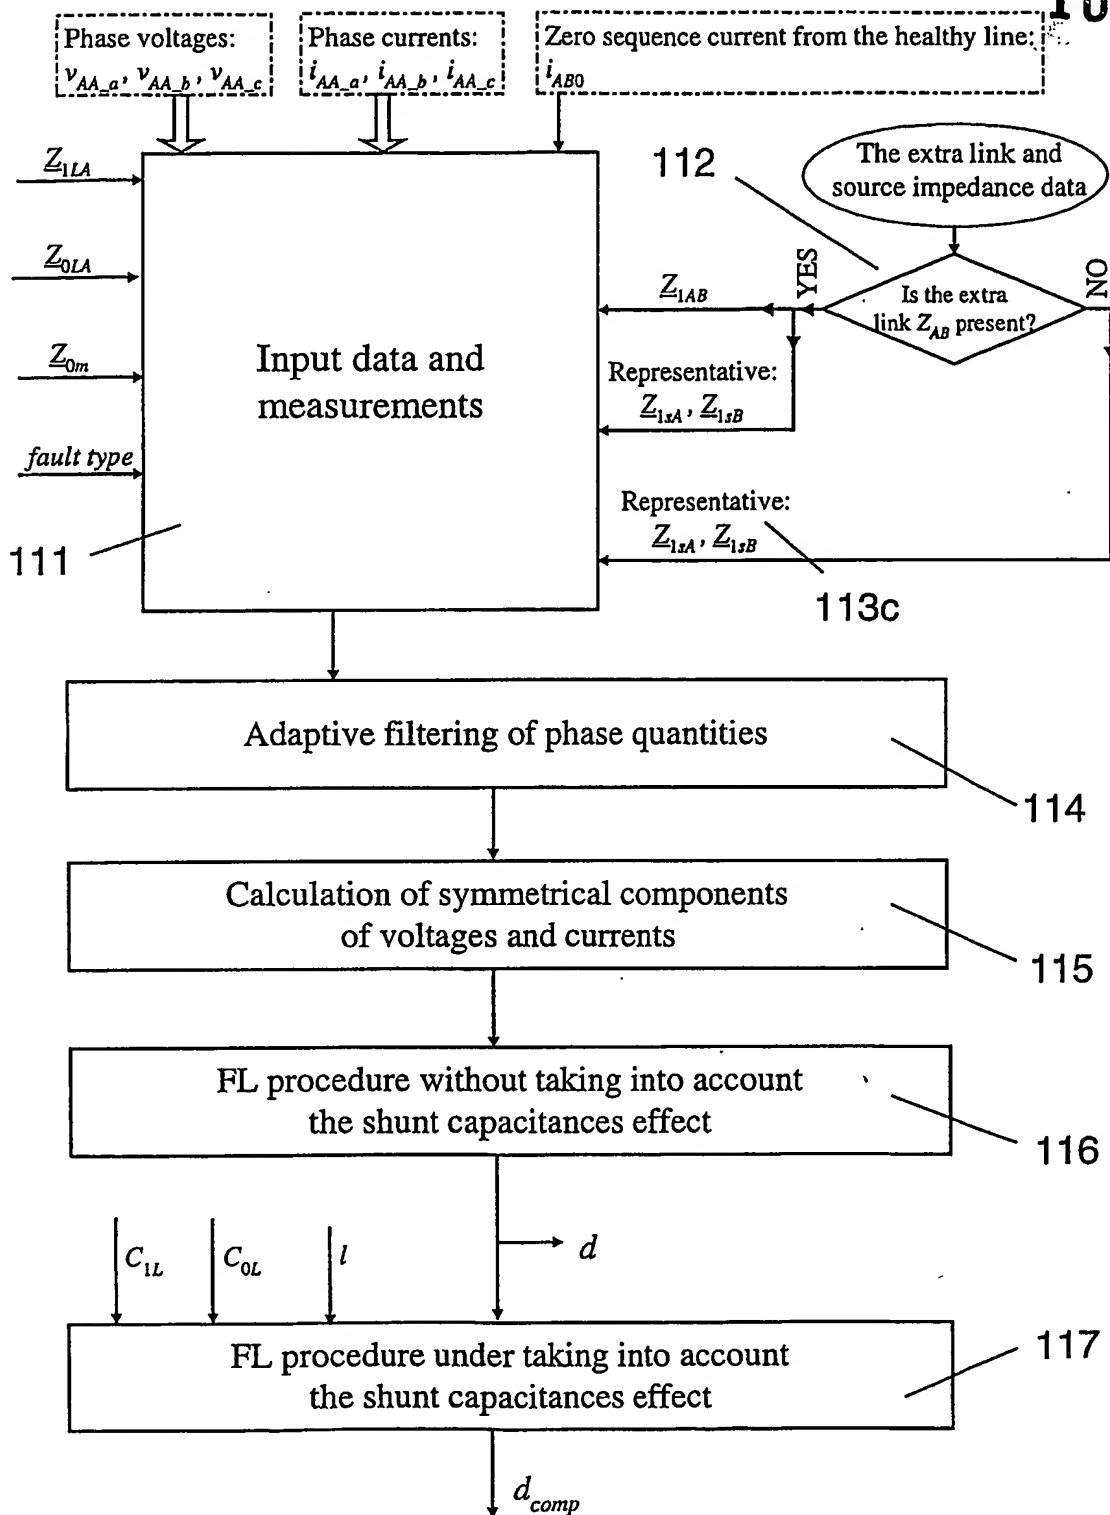 10
Phase voltages:
v_AA_a, v_AA_b, v_AA_c
Phase currents:
i_AA_a, i_AA_b, i_AA_c
Zero sequence current from the healthy line:
i_AB0
Z_1LA
Z_0LA
Z_0m
fault type
111
Input data and
measurements
112
The extra link and
source impedance data
YES
NO
Is the extra
link Z_AB present?
Z_1AB
Representative:
Z_1sA, Z_1sB
Representative:
Z_1sA, Z_1sB
113c
Adaptive filtering of phase quantities
114
Calculation of symmetrical components
of voltages and currents
115
FL procedure without taking into account
the shunt capacitances effect
116
C_1L
C_0L
l
d
FL procedure under taking into account
the shunt capacitances effect
117
d_comp